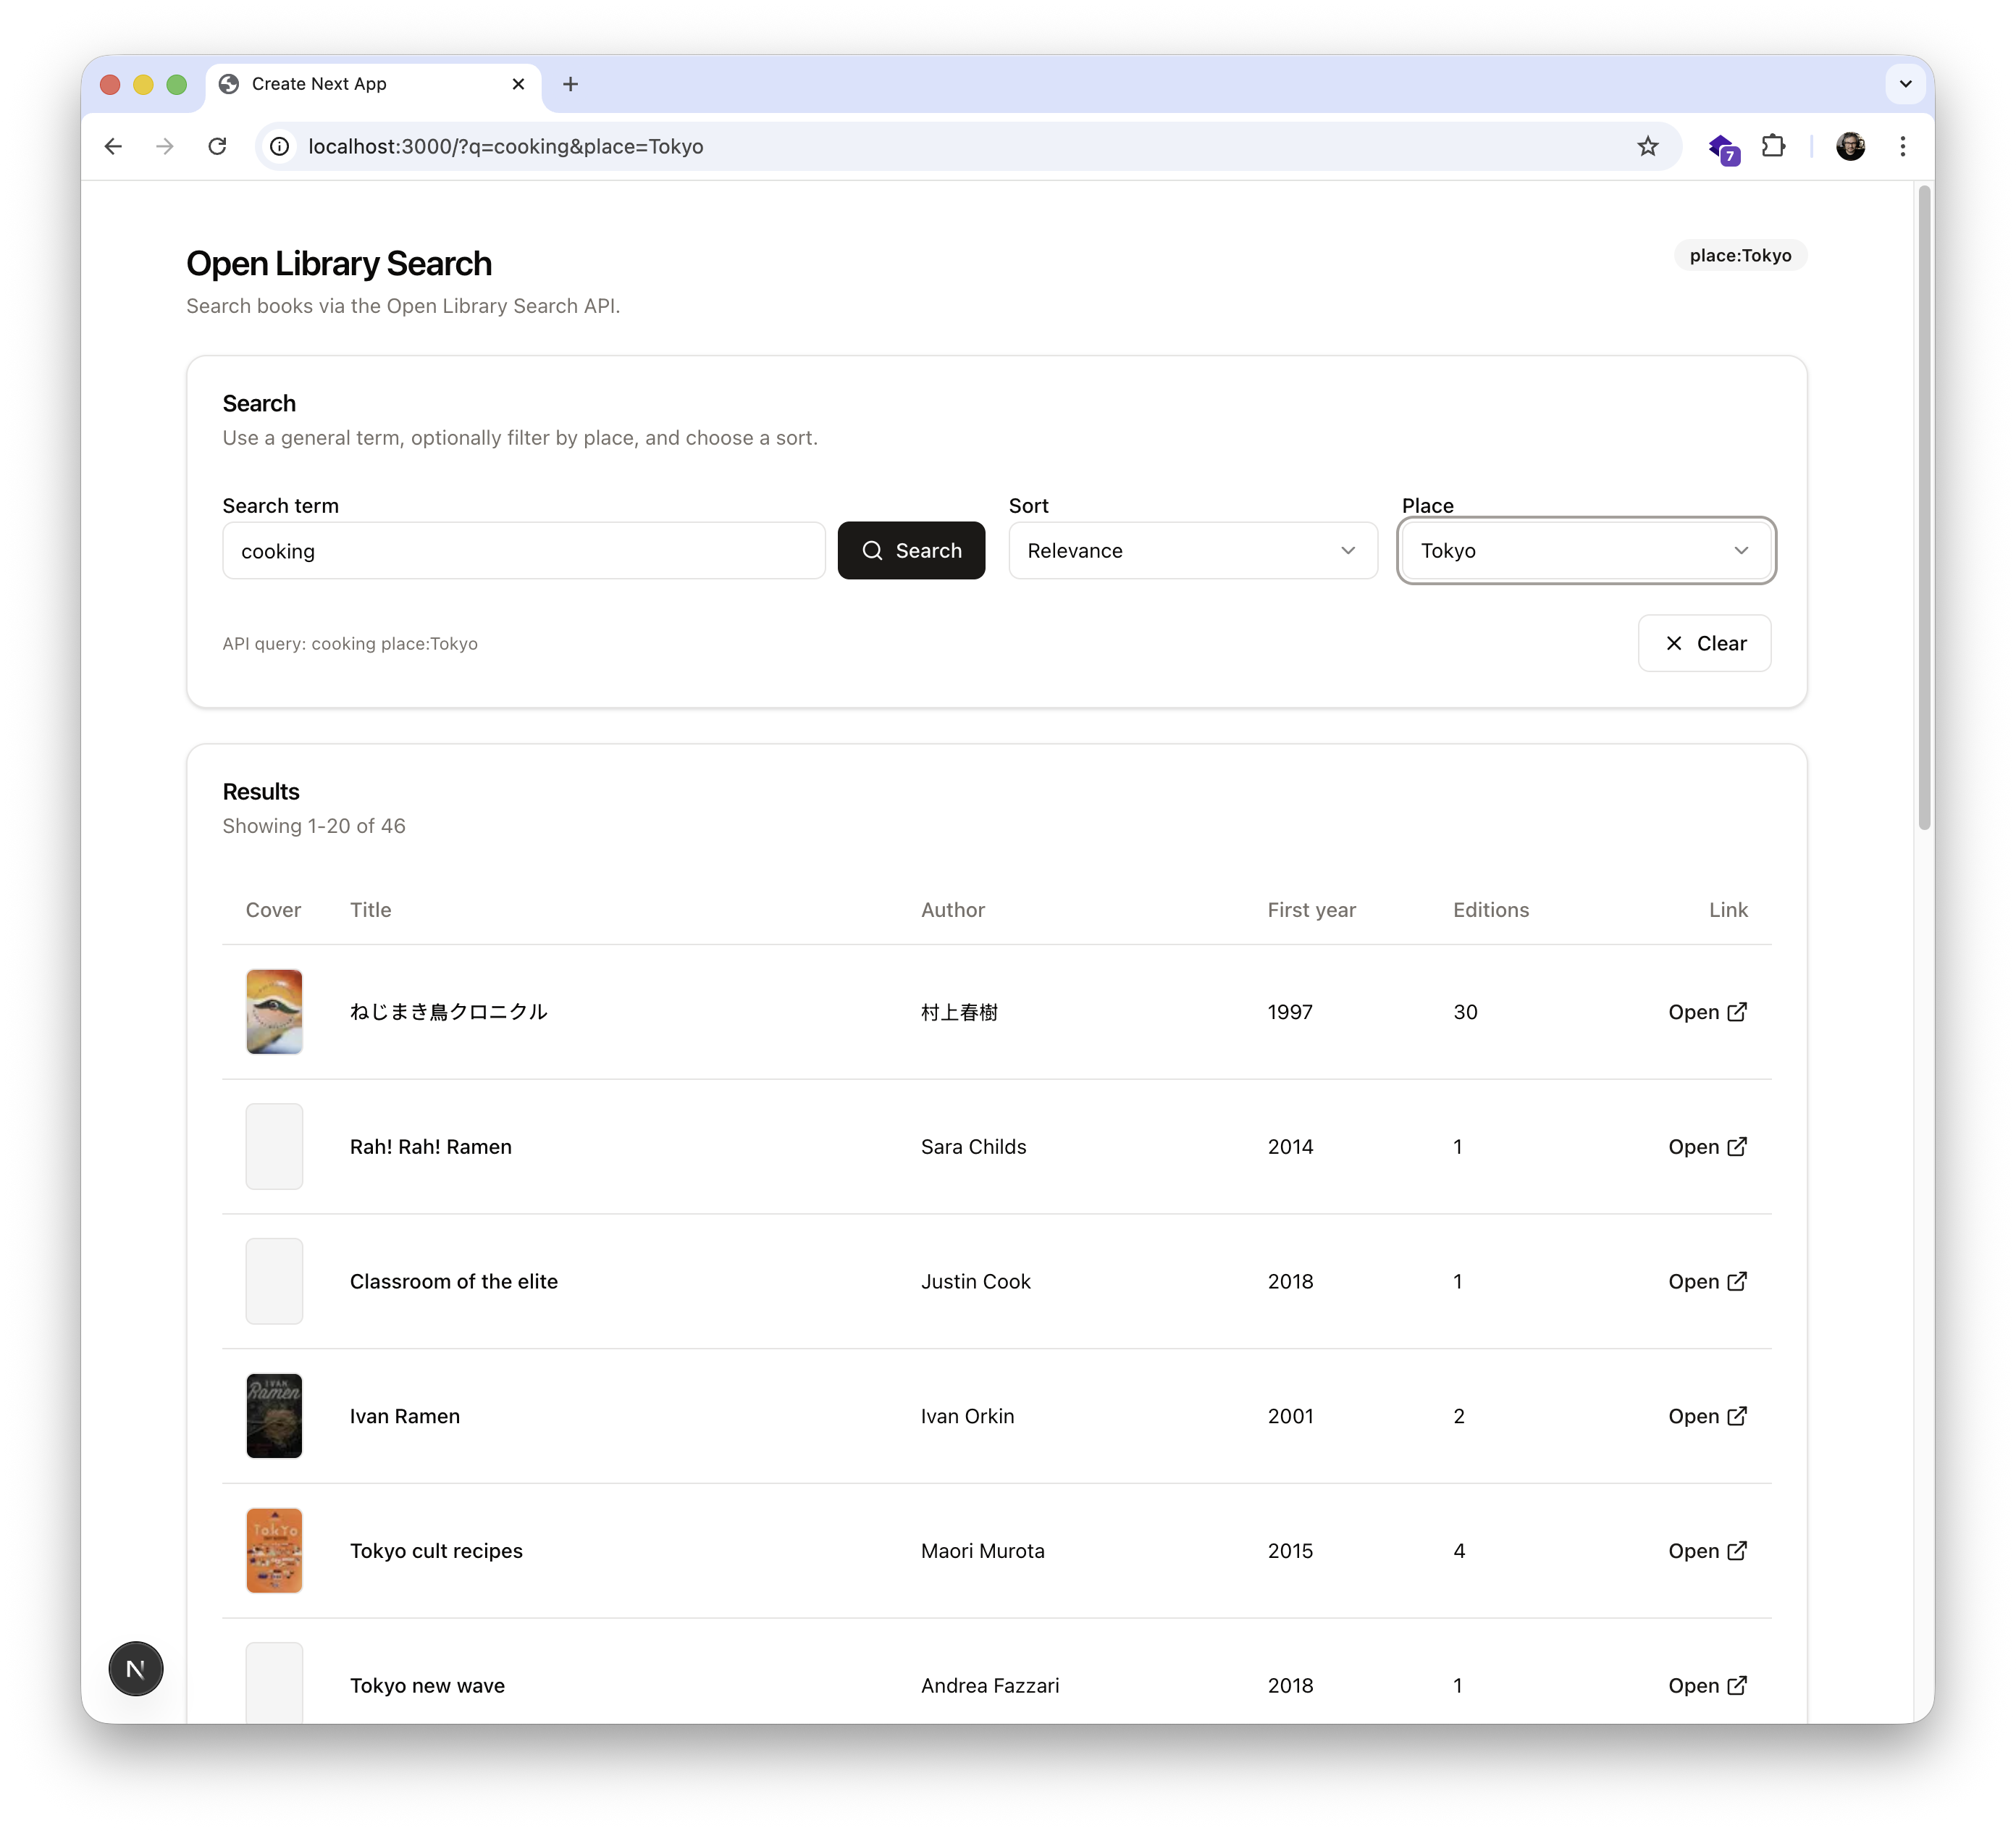 Create Next App
localhost:3000/?q=cooking&place=Tokyo
7
Open Library Search
place:Tokyo
Search books via the Open Library Search API.
Search
Use a general term, optionally filter by place, and choose a sort.
Search term
Sort
Place
cooking
Search
Relevance
Tokyo
API query: cooking place:Tokyo
Clear
Results
Showing 1-20 of 46
Cover Title Author First year Editions Link
ねじまき鳥クロニクル 村上春樹 1997 30 Open
Rah! Rah! Ramen Sara Childs 2014 1 Open
Classroom of the elite Justin Cook 2018 1 Open
IVAN
Ramen
Ivan Ramen Ivan Orkin 2001 2 Open
TOKYO
Tokyo cult recipes Maori Murota 2015 4 Open
Tokyo new wave Andrea Fazzari 2018 1 Open
N